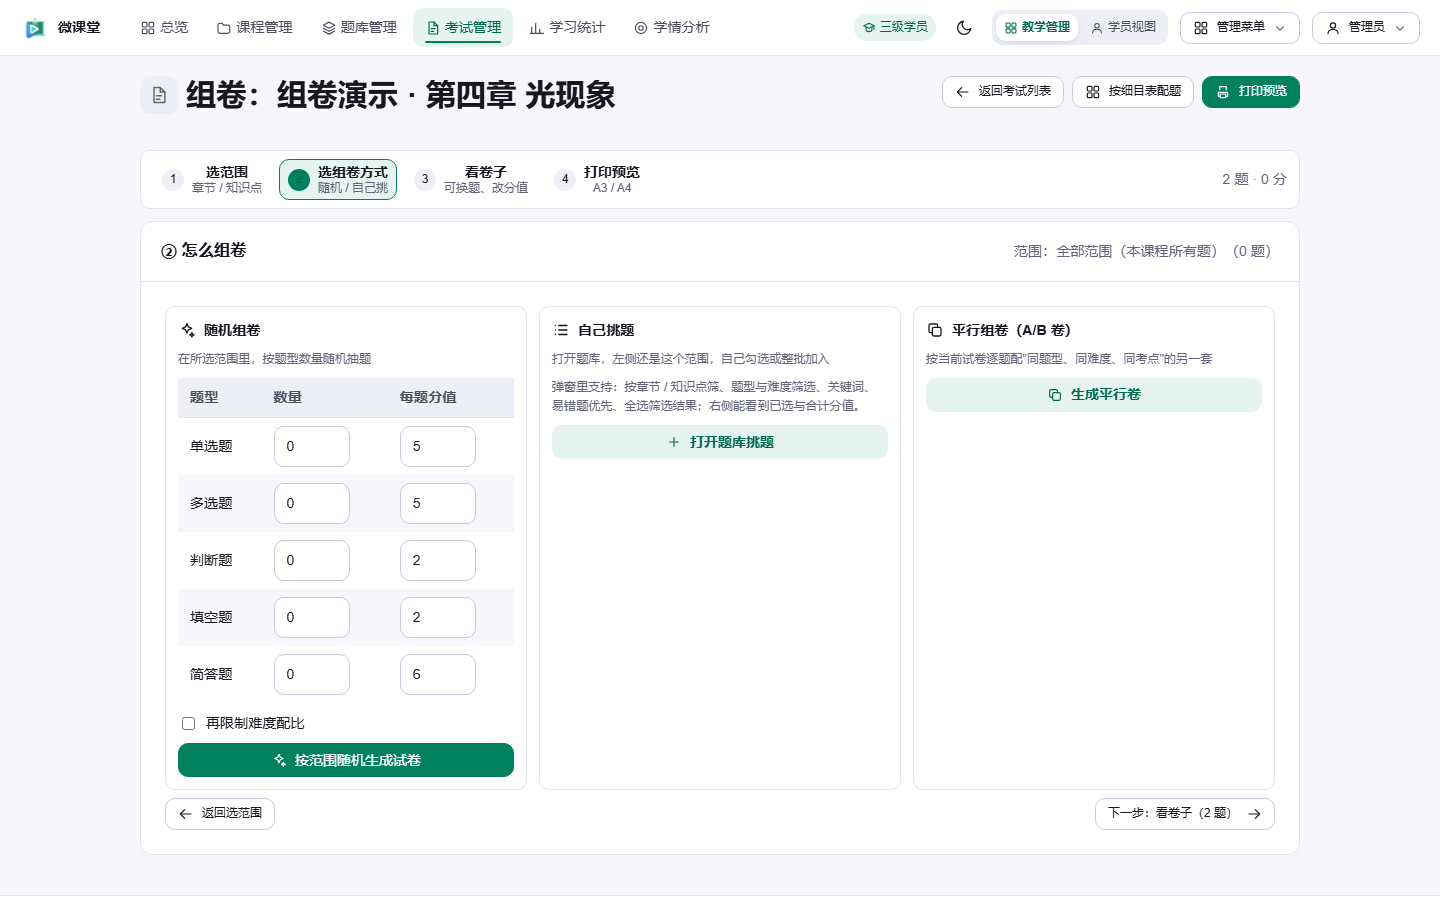 微课堂
总览
课程管理
题库管理
考试管理
学习统计
学情分析
三级学员
教学管理
学员视图
管理菜单
管理员
组卷：组卷演示 · 第四章 光现象
返回考试列表
按细目表配题
打印预览
1 选范围
章节 / 知识点
2 选组卷方式
随机 / 自己挑
3 看卷子
可换题、改分值
4 打印预览
A3 / A4
2 题 · 0 分
② 怎么组卷
范围：全部范围（本课程所有题）（0 题）
随机组卷
在所选范围里，按题型数量随机抽题
题型 数量 每题分值
单选题 0 5
多选题 0 5
判断题 0 2
填空题 0 2
简答题 0 6
再限制难度配比
按范围随机生成试卷
自己挑题
打开题库，左侧还是这个范围，自己勾选或整批加入
弹窗里支持：按章节 / 知识点筛、题型与难度筛选、关键词、
易错题优先、全选筛选结果；右侧能看到已选与合计分值。
打开题库挑题
平行组卷（A/B 卷）
按当前试卷逐题配"同题型、同难度、同考点"的另一套
生成平行卷
返回选范围
下一步：看卷子（2 题）